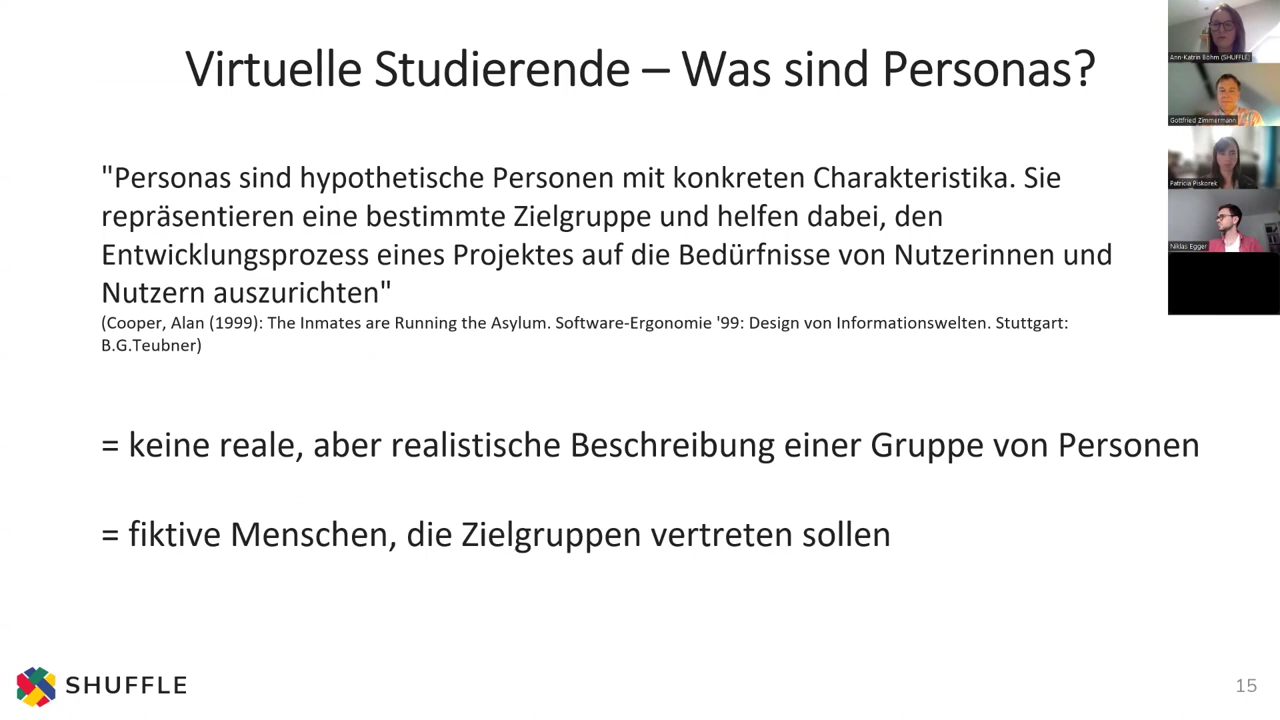 Virtuelle Studierende – Was sind Personas?
"Personas sind hypothetische Personen mit konkreten Charakteristika. Sie
repräsentieren eine bestimmte Zielgruppe und helfen dabei, den
Entwicklungsprozess eines Projektes auf die Bedürfnisse von Nutzerinnen und
Nutzern auszurichten"
(Cooper, Alan (1999): The Inmates are Running the Asylum. Software-Ergonomie '99: Design von Informationswelten. Stuttgart:
B.G.Teubner)
= keine reale, aber realistische Beschreibung einer Gruppe von Personen
= fiktive Menschen, die Zielgruppen vertreten sollen
SHUFFLE
15
Ann-Katrin Böhm (SHUFFLE)
Gottfried Zimmermann
Patricia Piskorek
Niklas Egger